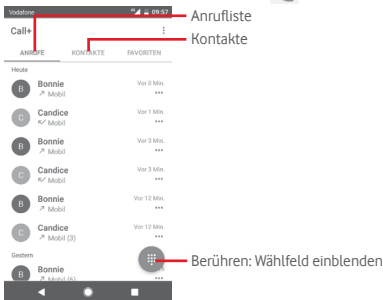 Vodafone 4G 09:57
Call+
ANRUFE KONTAKTE FAVORITEN
Heute
B Bonnie Vor 0 Min.
Mobil
C Candice Vor 1 Min.
Mobil
B Bonnie Vor 3 Min.
Mobil
C Candice Vor 3 Min.
Mobil
B Bonnie Vor 12 Min.
Mobil
C Candice Vor 12 Min.
Mobil (3)
Gestern
B Bonnie
Mobil (6)
Anrufliste
Kontakte
Berühren: Wählfeld einblenden